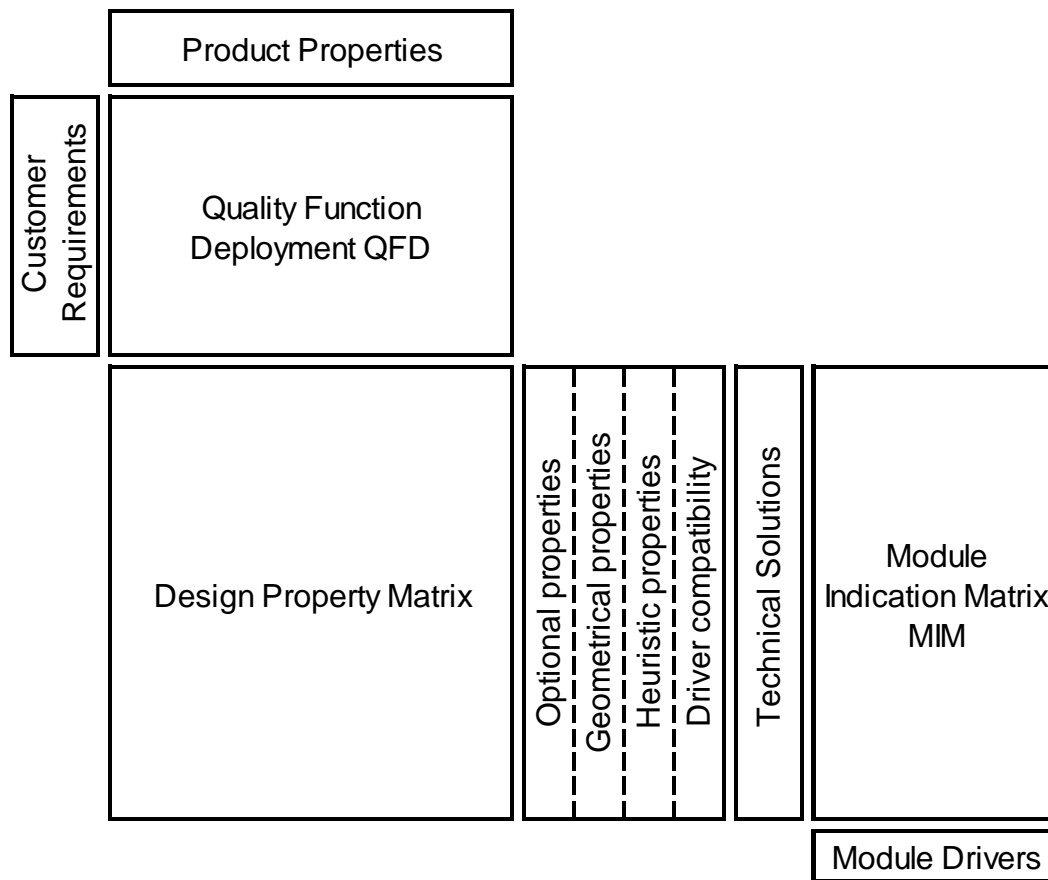 Product Properties
Customer
Requirements
Quality Function
Deployment QFD
Design Property Matrix
Optional properties
Geometrical properties
Heuristic properties
Driver compatibility
Technical Solutions
Module
Indication Matrix
MIM
Module Drivers